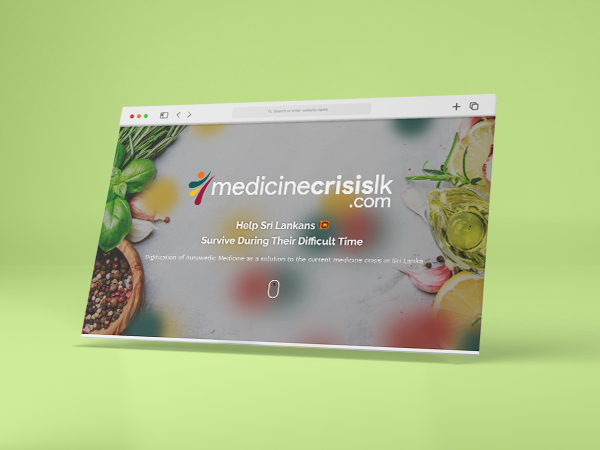 Search or enter website name
medicinecrisislk
.com
Help Sri Lankans 🇱🇰
Survive During Their Difficult Time
Digitization of Auruwedic Medicine as a solution to the current medicine crisis in Sri Lanka